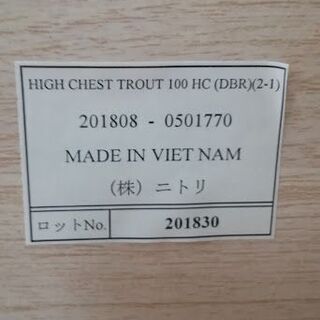 HIGH CHEST TROUT 100 HC (DBR)(2-1)
201808 - 0501770
MADE IN VIET NAM
（株）ニトリ
ロットNo. 201830